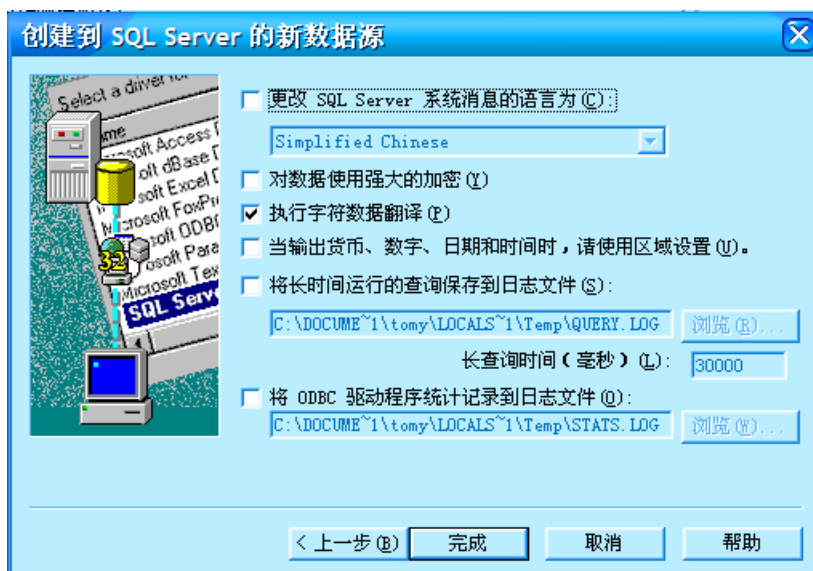 创建到 SQL Server 的新数据源
Select a driver for
更改 SQL Server 系统消息的语言为(C):
Simplified Chinese
对数据使用强大的加密(Y)
执行字符数据翻译(P)
当输出货币、数字、日期和时间时，请使用区域设置(U)。
将长时间运行的查询保存到日志文件(S):
C:\DOCUME~1\tomy\LOCALS~1\Temp\QUERY.LOG 浏览(R)...
长查询时间(毫秒)(L): 30000
将 ODBC 驱动程序统计记录到日志文件(O):
C:\DOCUME~1\tomy\LOCALS~1\Temp\STATS.LOG 浏览(W)...
ame
osoft Access
oft dBase D
soft Excel
osoft FoxPr
soft ODBC
osoft Para
Microsoft Tex
SQL Serve
32
< 上一步(B) 完成 取消 帮助